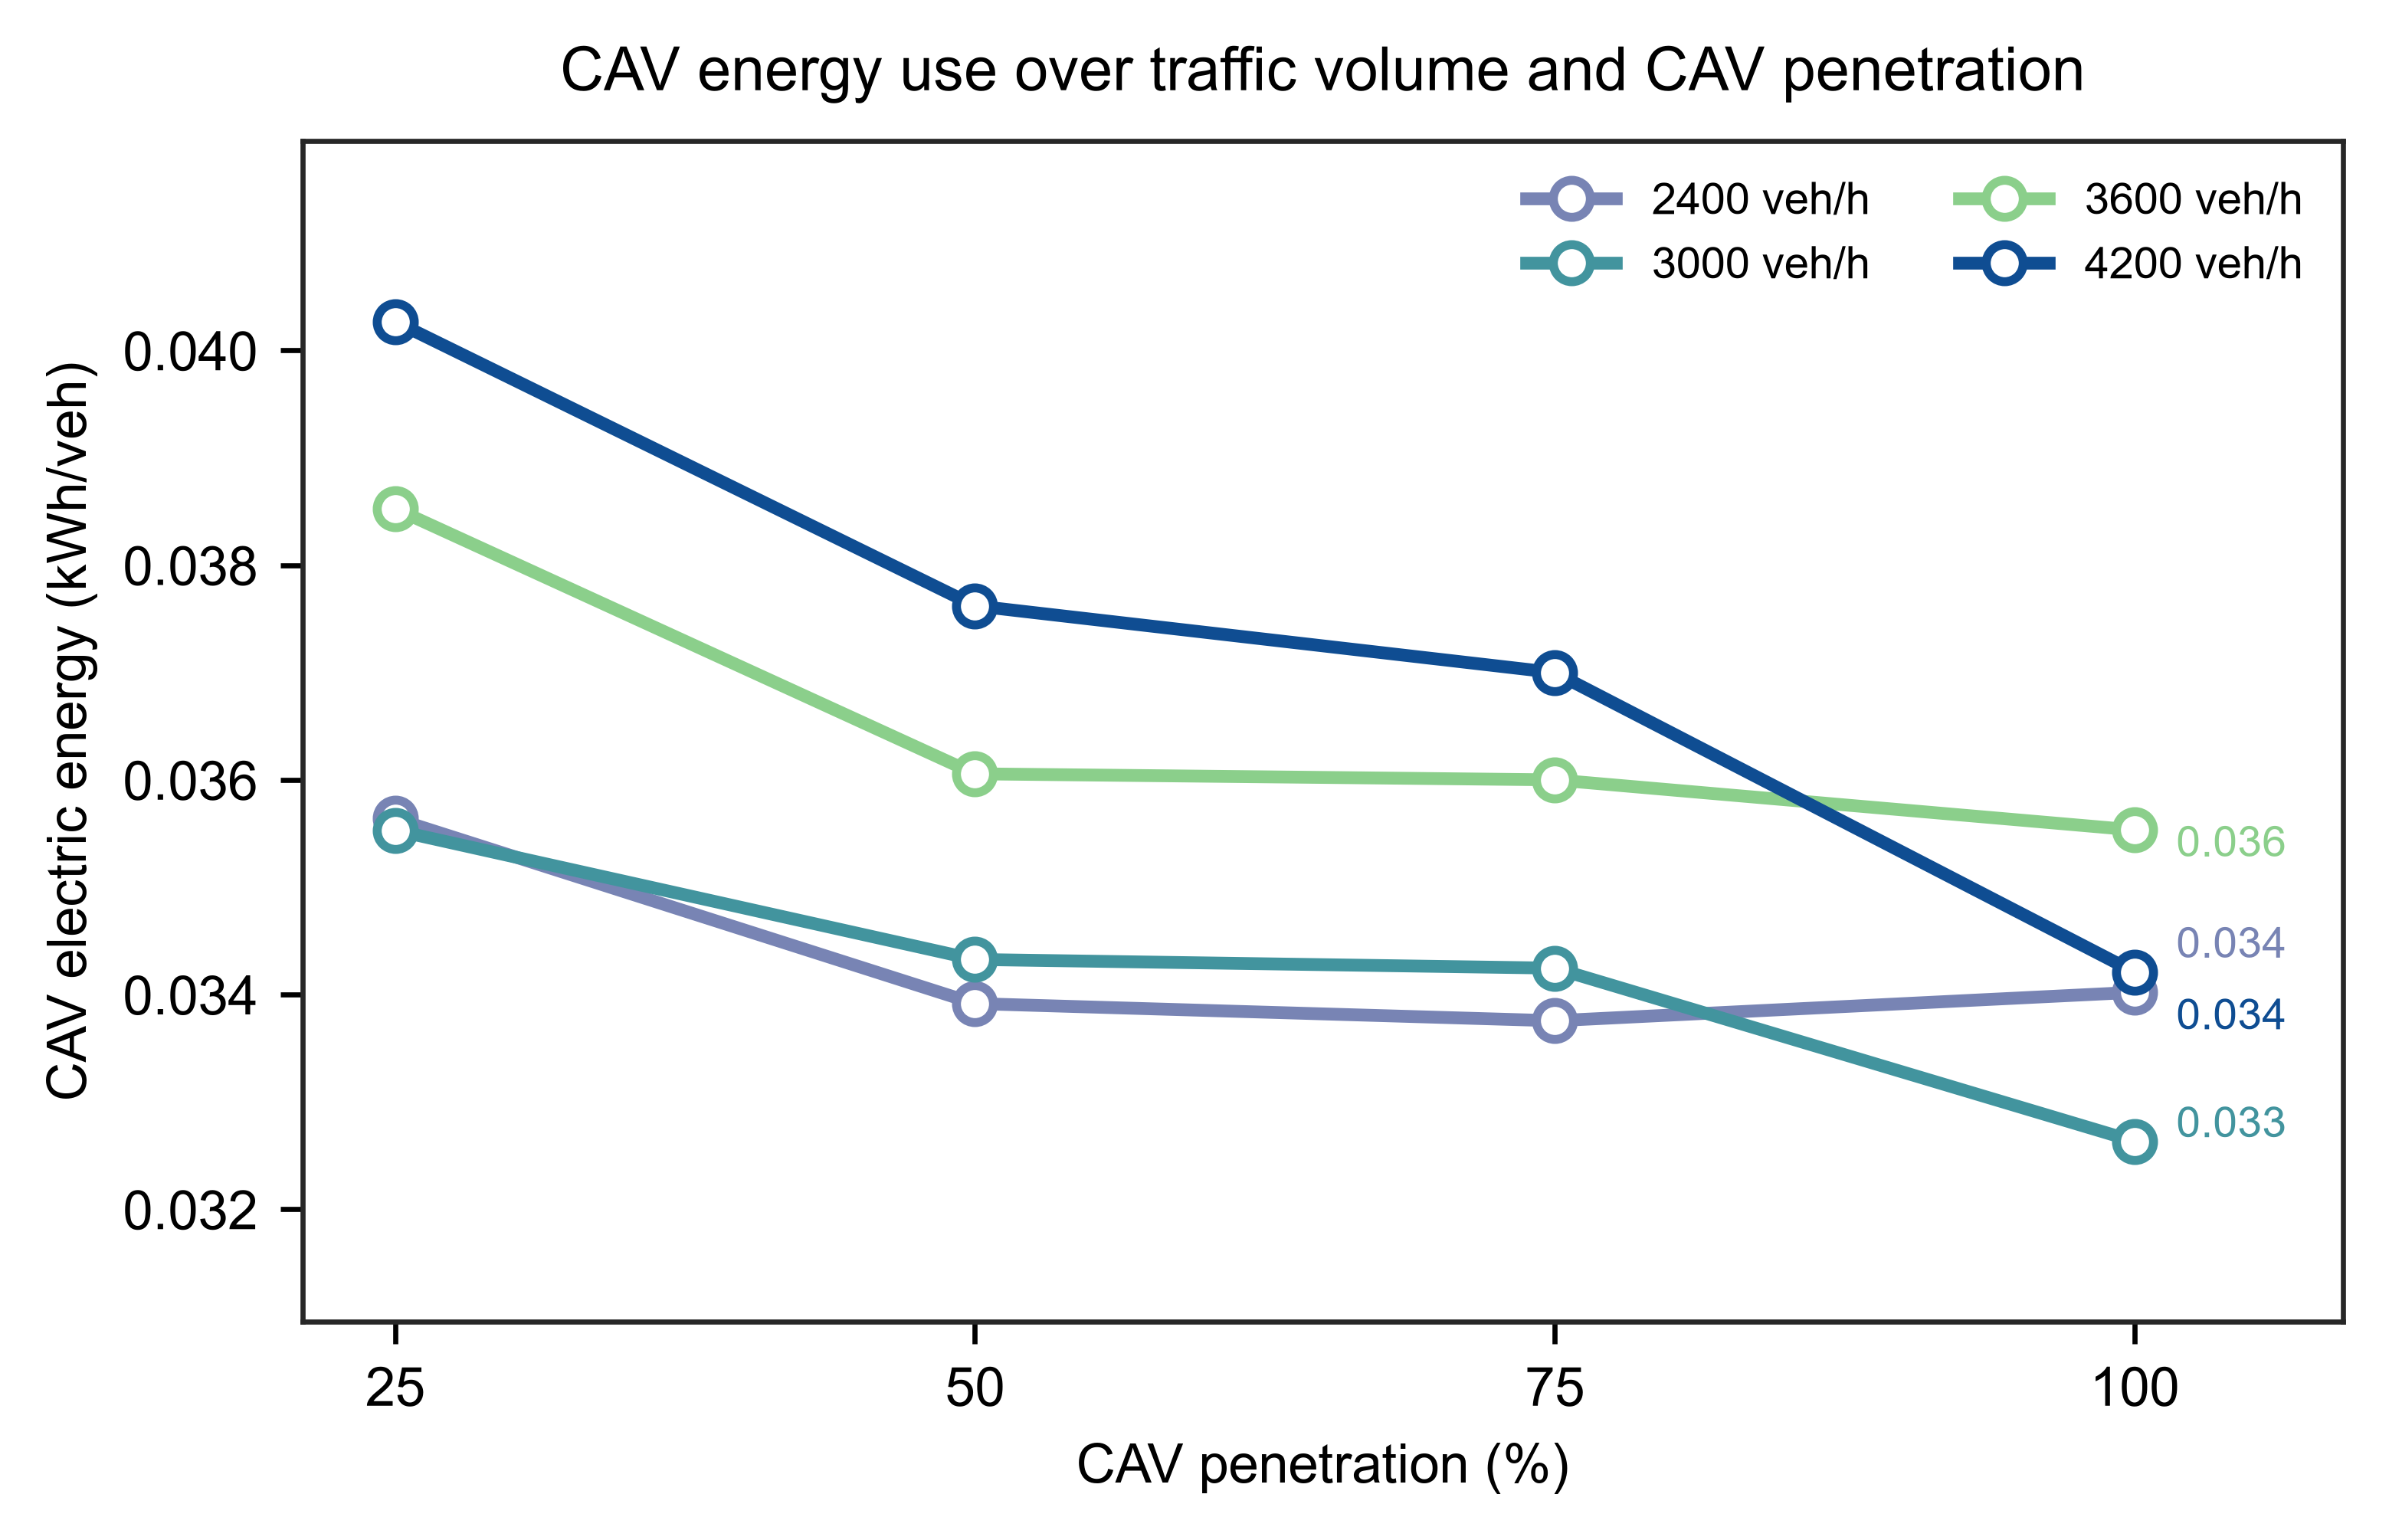 CAV energy use over traffic volume and CAV penetration
2400 veh/h
3000 veh/h
3600 veh/h
4200 veh/h
CAV electric energy (kWh/veh)
0.040
0.038
0.036
0.034
0.032
0.036
0.034
0.034
0.033
25
50
75
100
CAV penetration (%)